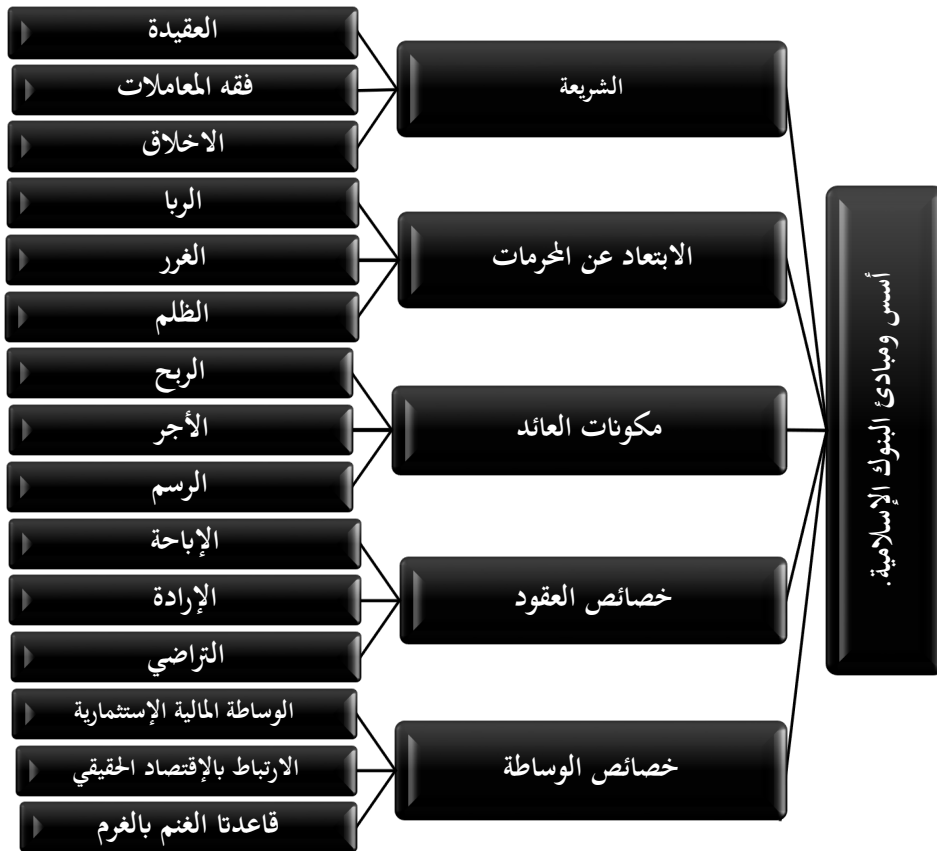 أسس ومبادئ البنوك الإسلامية.
الشريعة
العقيدة
فقه المعاملات
الاخلاق
الابتعاد عن المحرمات
الربا
الغرر
الظلم
مكونات العائد
الربح
الأجر
الرسم
خصائص العقود
الإباحة
الإرادة
التراضي
خصائص الوساطة
الوساطة المالية الإستثمارية
الارتباط بالإقتصاد الحقيقي
قاعدتا الغنم بالغرم